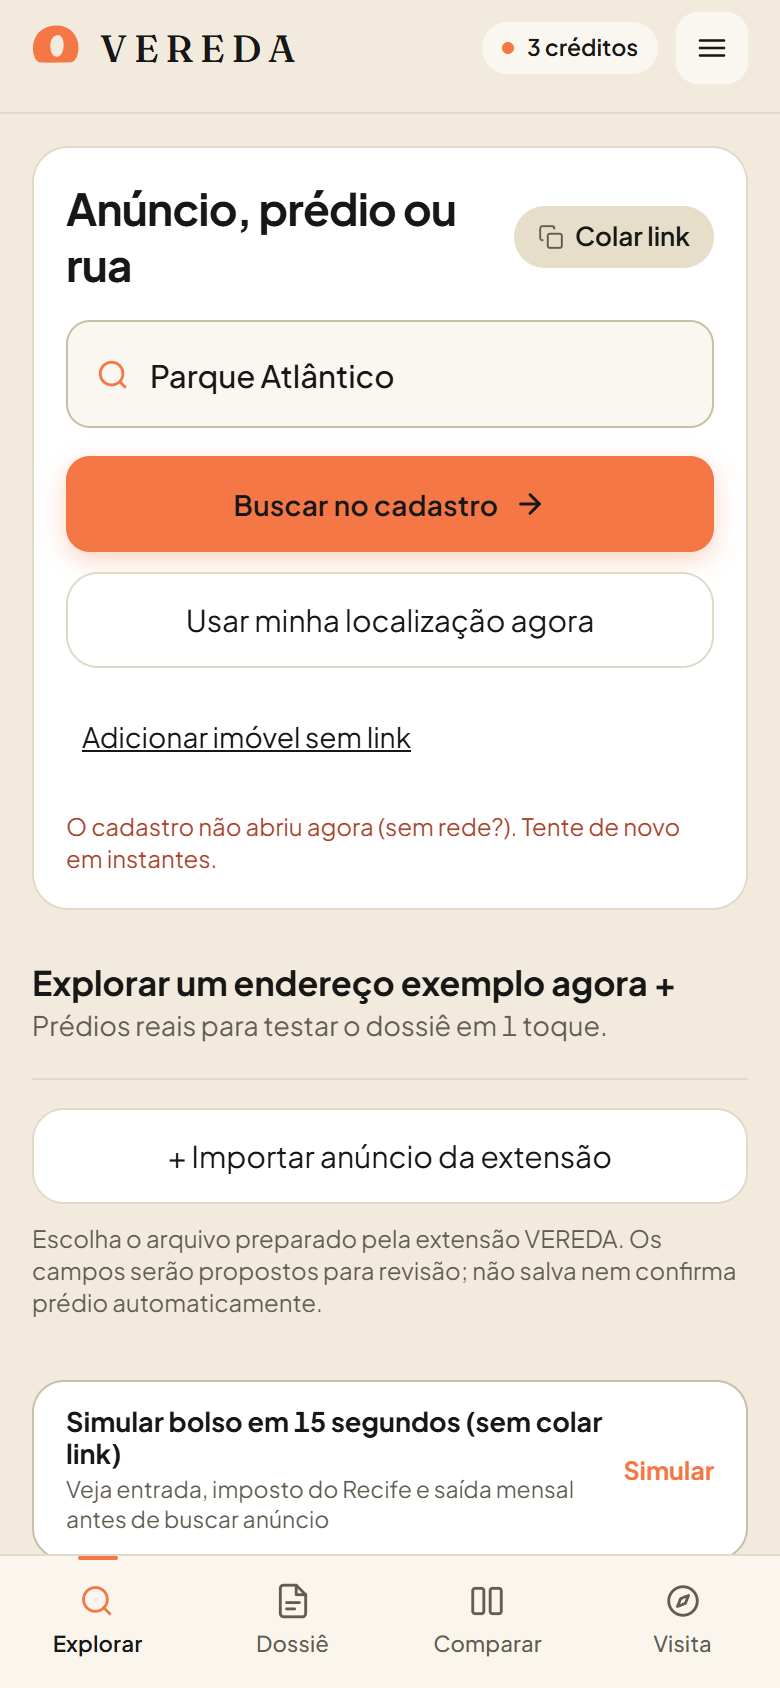 VEREDA
3 créditos
Anúncio, prédio ou
rua
Colar link
Parque Atlântico
Buscar no cadastro →
Usar minha localização agora
Adicionar imóvel sem link
O cadastro não abriu agora (sem rede?). Tente de novo
em instantes.
Explorar um endereço exemplo agora +
Prédios reais para testar o dossiê em 1 toque.
+ Importar anúncio da extensão
Escolha o arquivo preparado pela extensão VEREDA. Os
campos serão propostos para revisão; não salva nem confirma
prédio automaticamente.
Simular bolso em 15 segundos (sem colar
link)
Veja entrada, imposto do Recife e saída mensal
antes de buscar anúncio
Simular
Explorar
Dossiê
Comparar
Visita